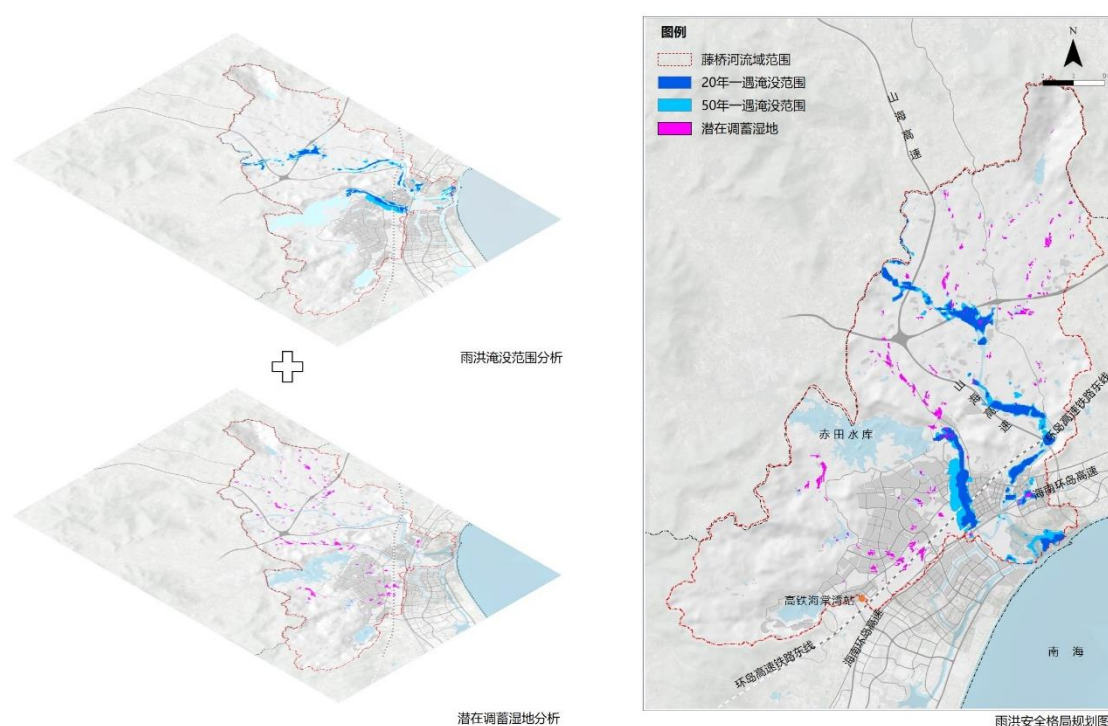 雨洪淹没范围分析
潜在调蓄湿地分析
图例
藤桥河流域范围
20年一遇淹没范围
50年一遇淹没范围
潜在调蓄湿地
N
山海高速
山海高速
环岛高速铁路东线
赤田水库
海南环岛高速
高铁海棠湾站
海南环岛高速
环岛高速铁路东线
南海
雨洪安全格局规划图